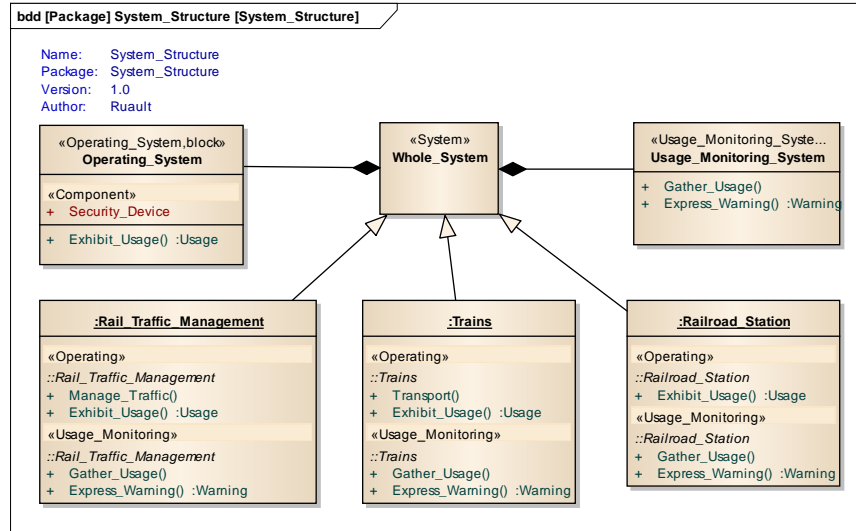 bdd [Package] System_Structure [System_Structure]
Name: System_Structure
Package: System_Structure
Version: 1.0
Author: Ruault
«Operating_System,block»
Operating_System
«Component»
+ Security_Device
+ Exhibit_Usage() :Usage
«System»
Whole_System
«Usage_Monitoring_Syste...
Usage_Monitoring_System
+ Gather_Usage()
+ Express_Warning() :Warning
:Rail_Traffic_Management
«Operating»
::Rail_Traffic_Management
+ Manage_Traffic()
+ Exhibit_Usage() :Usage
«Usage_Monitoring»
::Rail_Traffic_Management
+ Gather_Usage()
+ Express_Warning() :Warning
:Trains
«Operating»
::Trains
+ Transport()
+ Exhibit_Usage() :Usage
«Usage_Monitoring»
::Trains
+ Gather_Usage()
+ Express_Warning() :Warning
:Railroad_Station
«Operating»
::Railroad_Station
+ Exhibit_Usage() :Usage
«Usage_Monitoring»
::Railroad_Station
+ Gather_Usage()
+ Express_Warning() :Warning